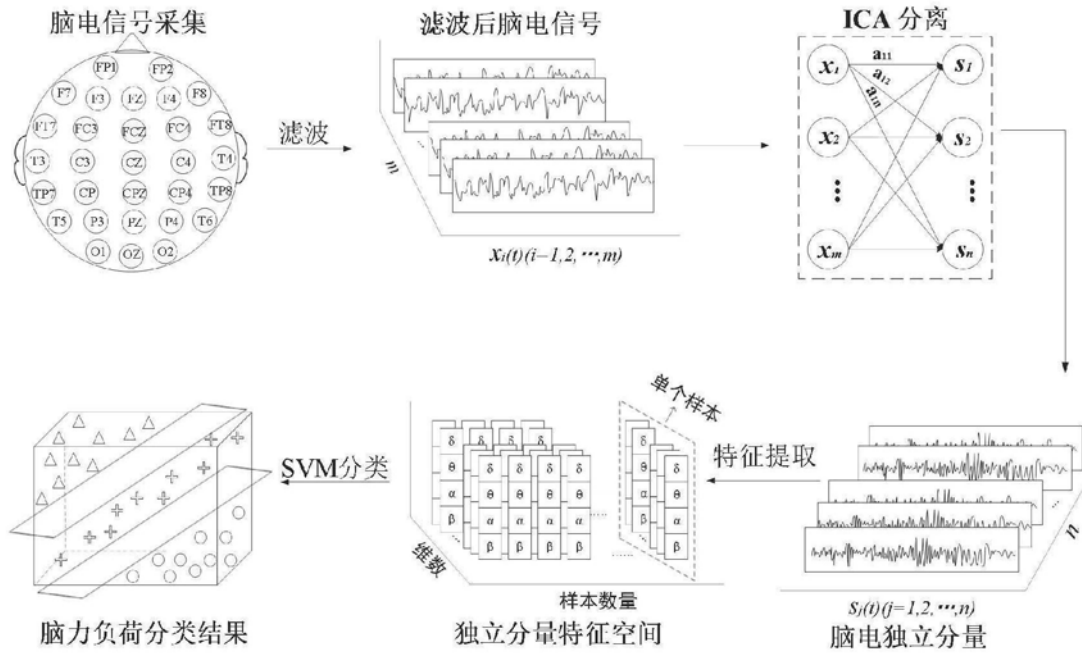 脑电信号采集
FP1 FP2
F7 F3 FZ F4 F8
FT7 FC3 FCZ FC4 FT8
T3 C3 CZ C4 T4
TP7 CP CPZ CP4 TP8
T5 P3 PZ P4 T6
O1 OZ O2
滤波
滤波后脑电信号
m
xi(t)(i=1,2,⋯,m)
ICA 分离
x1 a11 s1
a12
a1n
x2 s2
xm sn
特征提取
n
Sj(t)(j=1,2,⋯,n)
脑电独立分量
单个样本
δ δ δ δ δ
δ δ δ δ δ
θ θ
θ θ θ θ θ
α α
α α α α α
β β
β β β β β
维数
样本数量
独立分量特征空间
SVM分类
脑力负荷分类结果